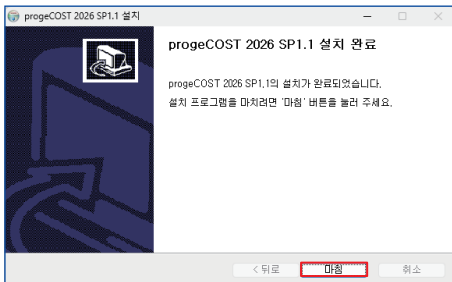 progeCOST 2026 SP1.1 설치
progeCOST 2026 SP1.1 설치 완료
progeCOST 2026 SP1.1의 설치가 완료되었습니다.
설치 프로그램을 마치려면 '마침' 버튼을 눌러 주세요.
< 뒤로 마침 취소